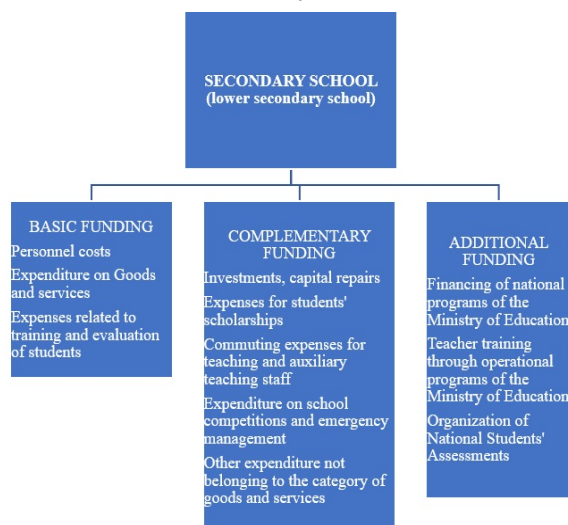 SECONDARY SCHOOL
(lower secondary school)
BASIC FUNDING
Personnel costs
Expenditure on Goods
and services
Expenses related to
training and evaluation
of students
COMPLEMENTARY
FUNDING
Investments, capital repairs
Expenses for students'
scholarships
Commuting expenses for
teaching and auxiliary
teaching staff
Expenditure on school
competitions and emergency
management
Other expenditure not
belonging to the category of
goods and services
ADDITIONAL
FUNDING
Financing of national
programs of the
Ministry of Education
Teacher training
through operational
programs of the
Ministry of Education
Organization of
National Students'
Assessments